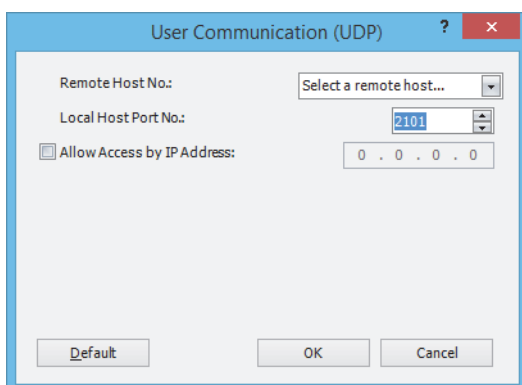 User Communication (UDP) ? ×
Remote Host No.: Select a remote host...
Local Host Port No.: 2101
Allow Access by IP Address: 0 . 0 . 0 . 0
Default OK Cancel